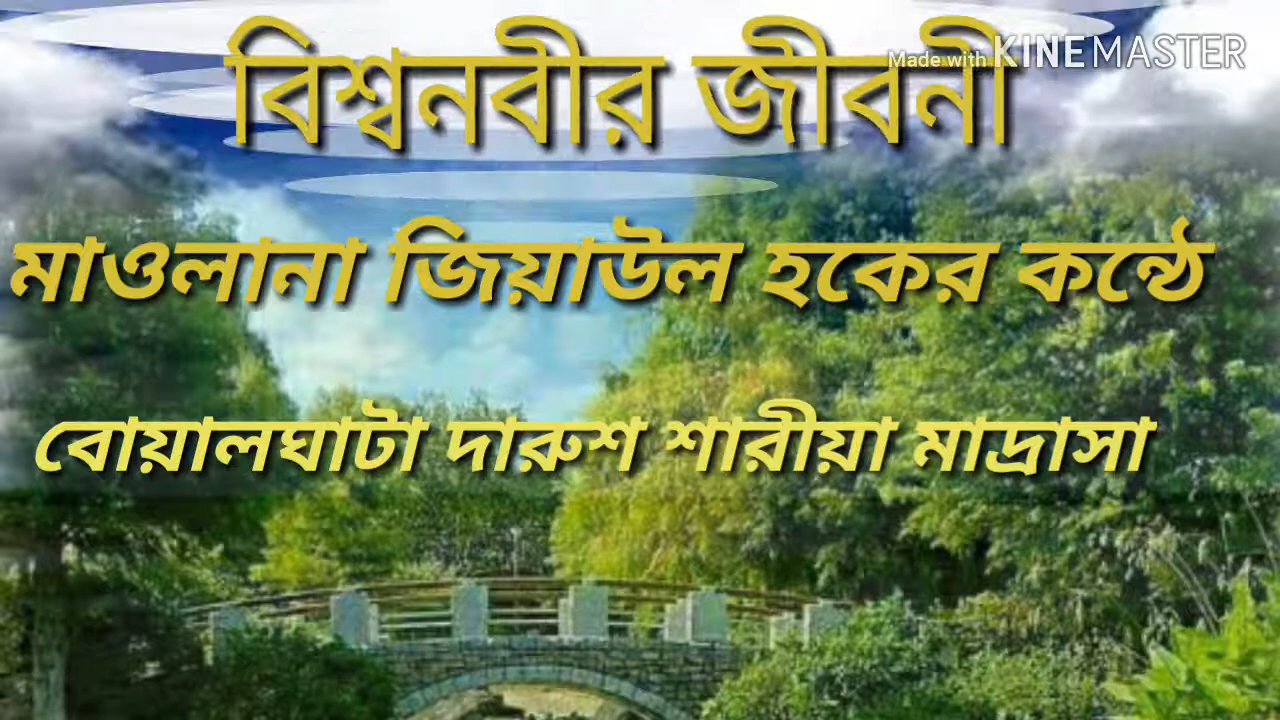 বিশ্বনবীর জীবনী
Made with KINEMASTER
মাওলানা জিয়াউল হকের কন্ঠে
বোয়ালঘাটা দারুশ শারীয়া মাদ্রাসা